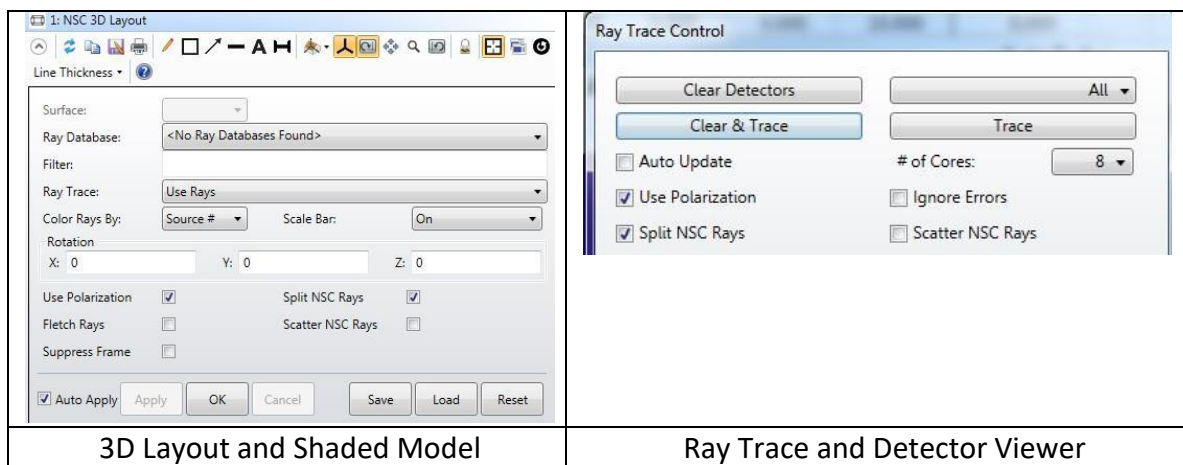 1: NSC 3D Layout
A H
Line Thickness
Surface:
Ray Database: <No Ray Databases Found>
Filter:
Ray Trace: Use Rays
Color Rays By: Source # Scale Bar: On
Rotation
X: 0 Y: 0 Z: 0
Use Polarization Split NSC Rays
Fletch Rays Scatter NSC Rays
Suppress Frame
Auto Apply Apply OK Cancel Save Load Reset
3D Layout and Shaded Model
Ray Trace Control
Clear Detectors All
Clear & Trace Trace
Auto Update # of Cores: 8
Use Polarization Ignore Errors
Split NSC Rays Scatter NSC Rays
Ray Trace and Detector Viewer